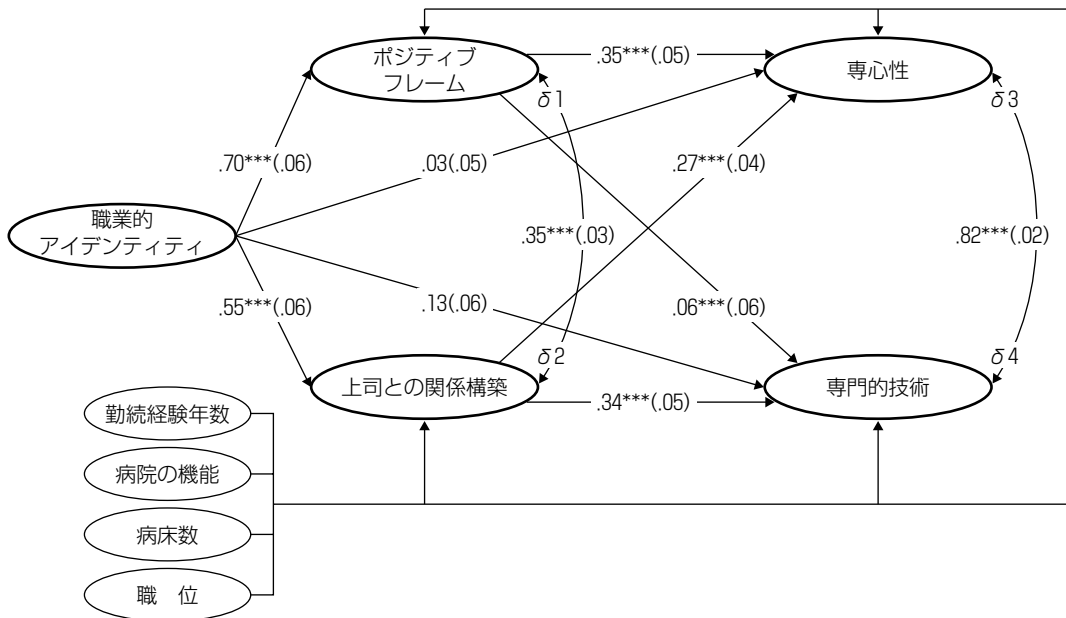 ポジティブ
フレーム
.35***(.05)
専心性
δ1
δ3
.70***(.06)
.03(.05)
.27***(.04)
職業的
アイデンティティ
.35***(.03)
.82***(.02)
.55***(.06)
.13(.06)
.06***(.06)
δ2
δ4
上司との関係構築
.34***(.05)
専門的技術
勤続経験年数
病院の機能
病床数
職　位